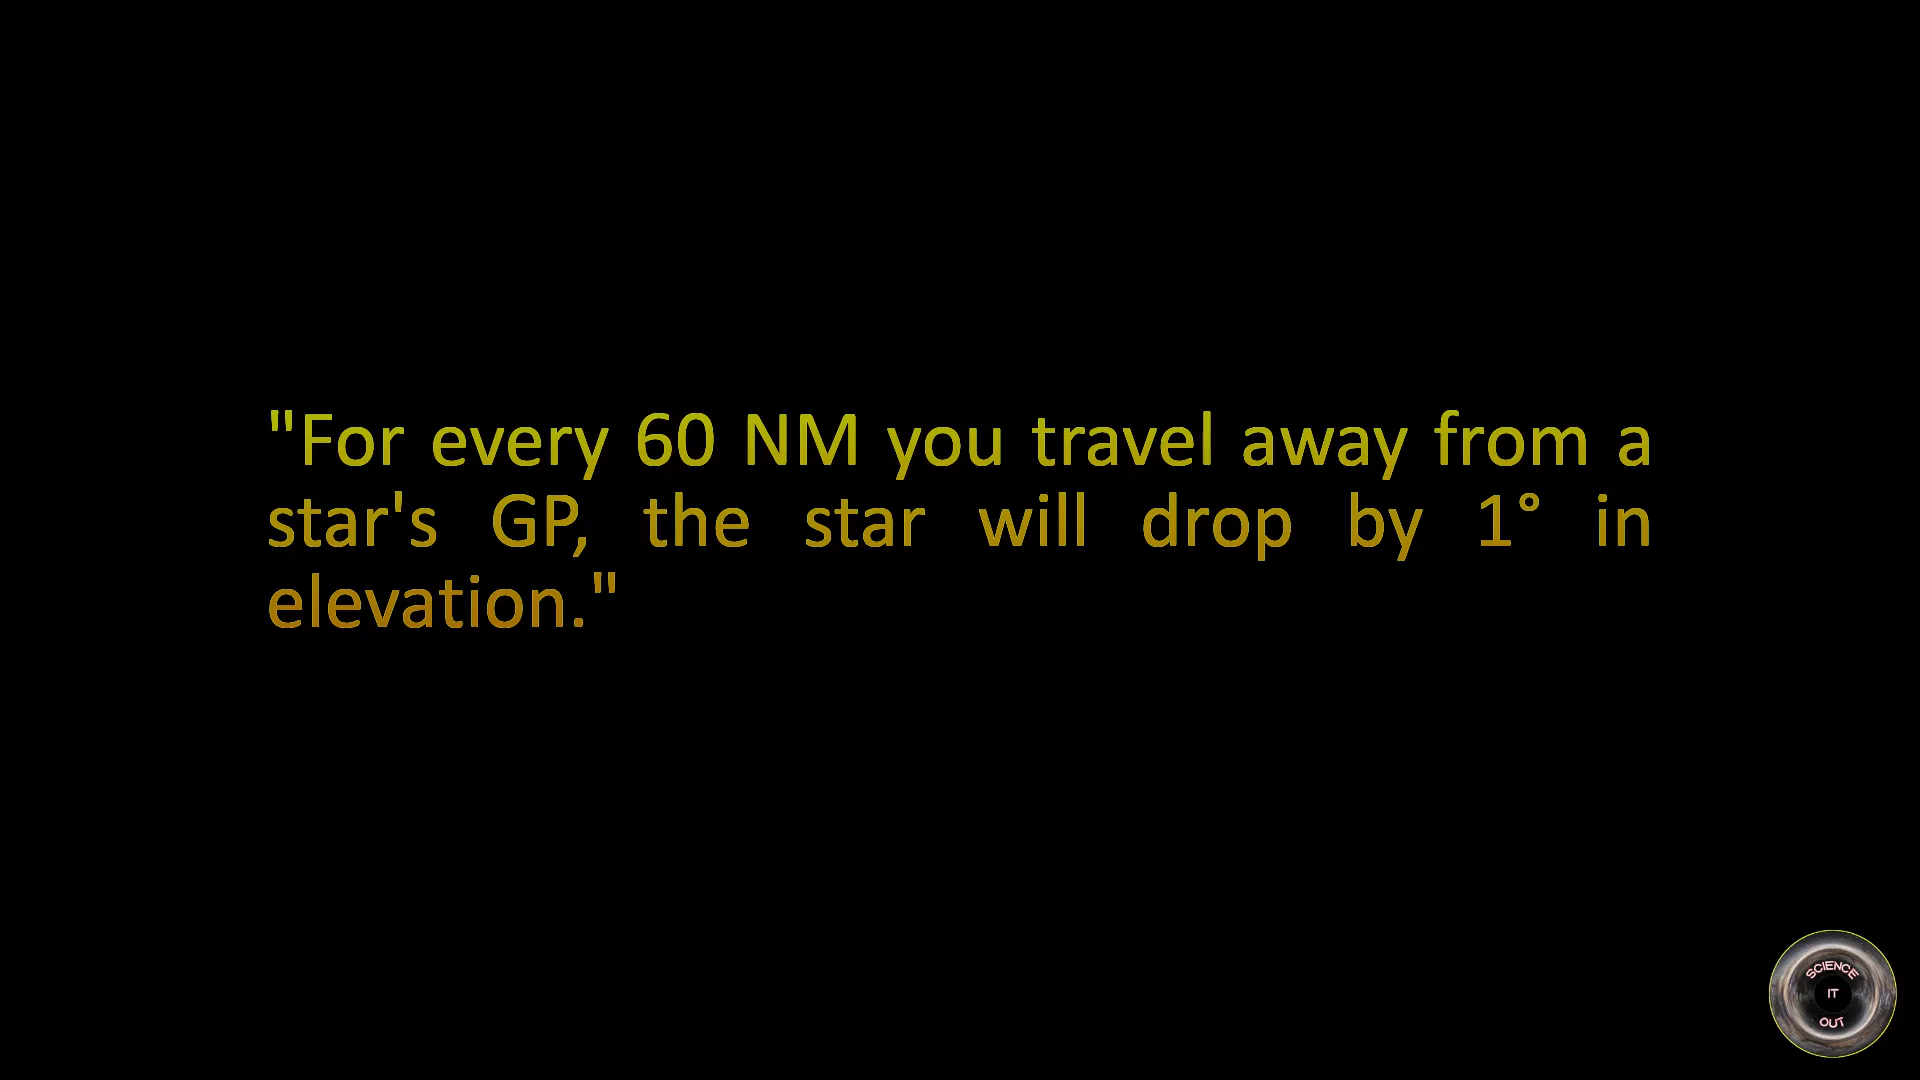 "For every 60 NM you travel away from a
star's GP, the star will drop by 1° in
elevation."
SCIENCE
IT
OUT